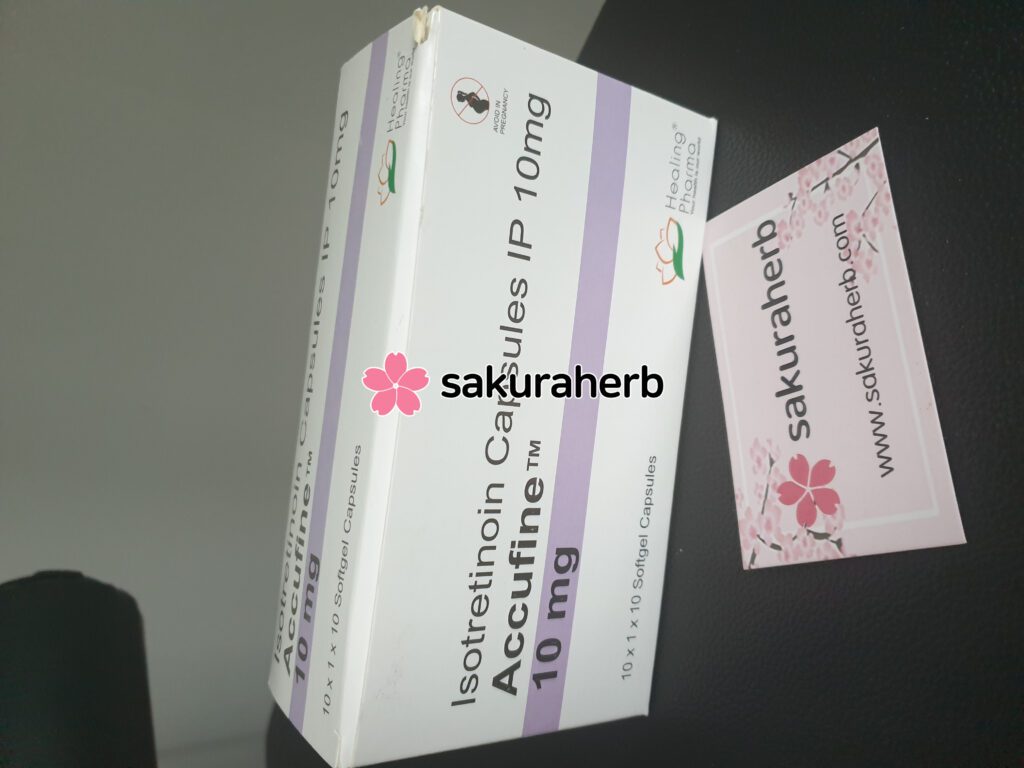 Isotretinoin Capsules IP 10mg
Accufine™
10 mg
10 x 1 x 10 Softgel Capsules
Healing®
Pharma
Isotretinoin Capsules IP 10mg
Accufine™
10 mg
10 x 1 x 10 Softgel Capsules
AVOID IN
PREGNANCY
Healing®
Pharma
sakuraherb
sakuraherb
www.sakuraherb.com